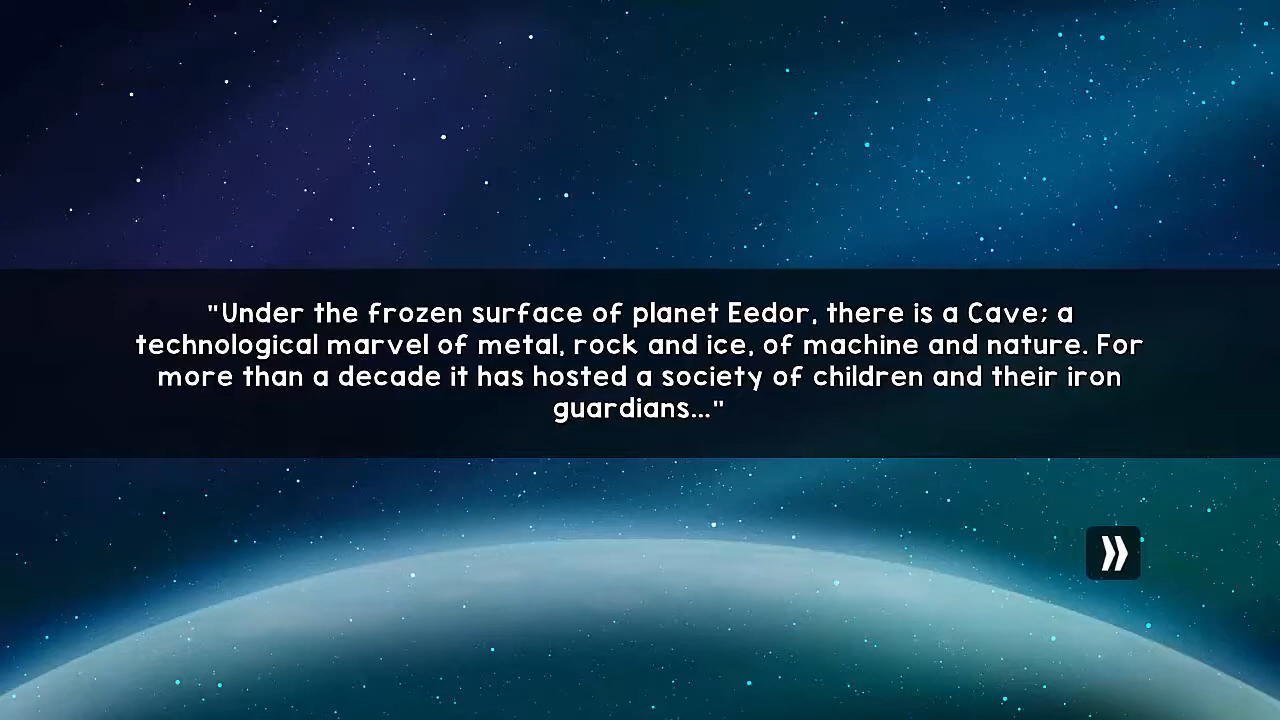 "Under the frozen surface of planet Eedor, there is a Cave; a
technological marvel of metal, rock and ice, of machine and nature. For
more than a decade it has hosted a society of children and their iron
guardians..."